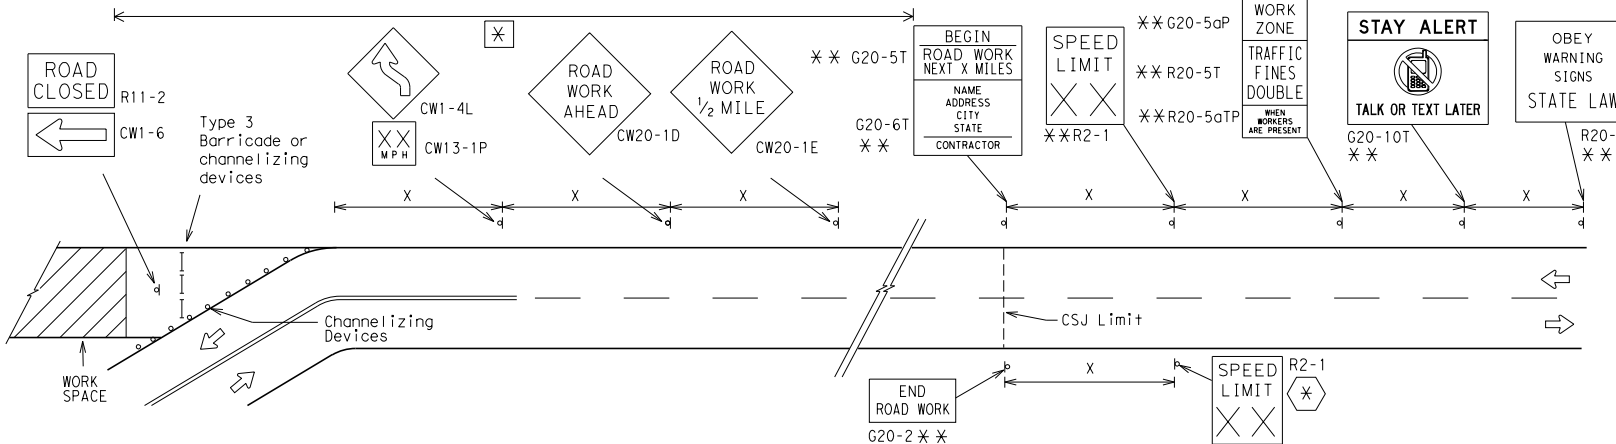 ROAD
CLOSED
R11-2
CW1-6
Type 3
Barricade or
channelizing
devices
*
CW1-4L
XX
MPH
CW13-1P
ROAD
WORK
AHEAD
CW20-1D
ROAD
WORK
1/2 MILE
CW20-1E
** G20-5T
G20-6T
**
BEGIN
ROAD WORK
NEXT X MILES
NAME
ADDRESS
CITY
STATE
CONTRACTOR
SPEED
LIMIT
XX
**R2-1
**G20-5aP
**R20-5T
**R20-5aTP
WORK
ZONE
TRAFFIC
FINES
DOUBLE
WHEN
WORKERS
ARE PRESENT
STAY ALERT
TALK OR TEXT LATER
G20-10T
**
OBEY
WARNING
SIGNS
STATE LAW
R20-
**
X
X
X
X
X
X
X
Channelizing
Devices
CSJ Limit
WORK
SPACE
END
ROAD WORK
G20-2 **
X
SPEED
LIMIT
XX
R2-1
*